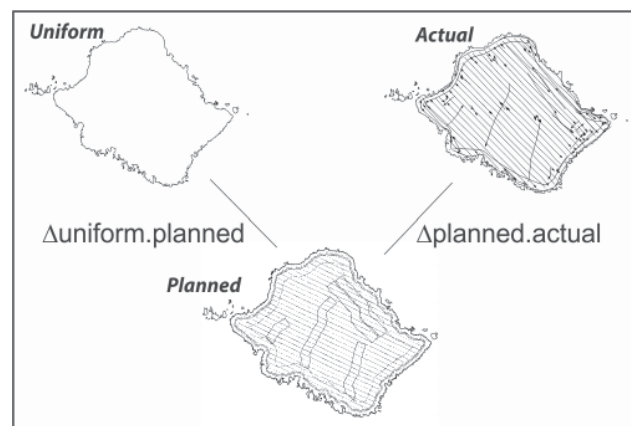 Uniform
Actual
Δuniform.planned
Δplanned.actual
Planned